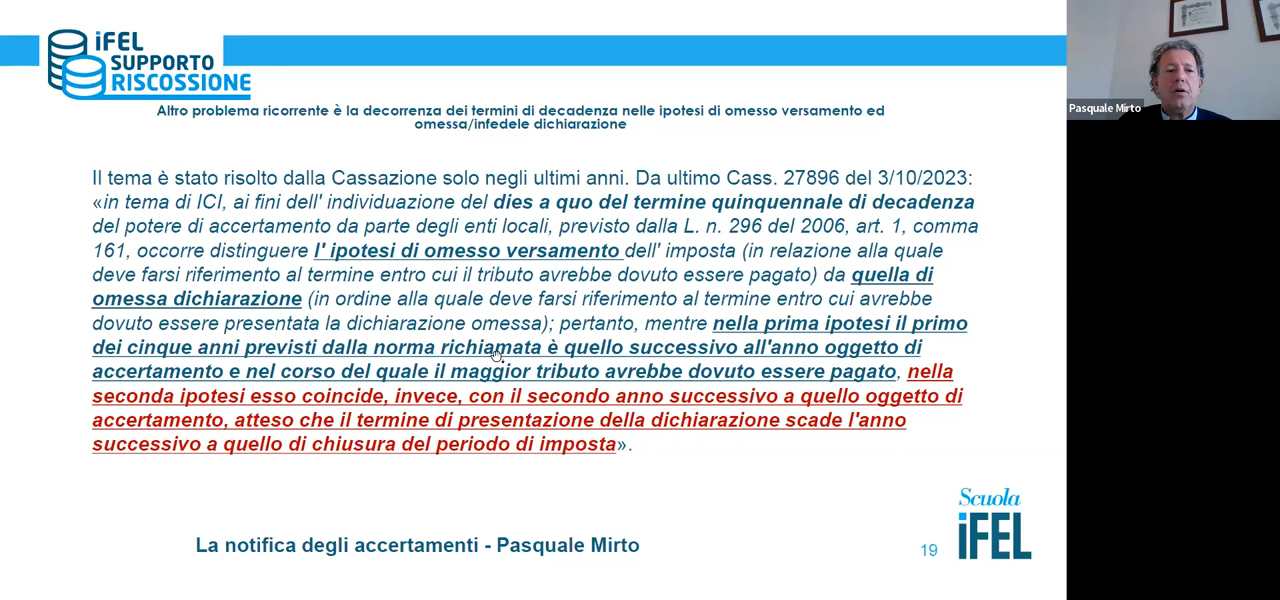 iFEL
SUPPORTO
RISCOSSIONE
Altro problema ricorrente è la decorrenza dei termini di decadenza nelle ipotesi di omesso versamento ed
omessa/infedele dichiarazione
Pasquale Mirto
Il tema è stato risolto dalla Cassazione solo negli ultimi anni. Da ultimo Cass. 27896 del 3/10/2023:
«in tema di ICI, ai fini dell' individuazione del dies a quo del termine quinquennale di decadenza
del potere di accertamento da parte degli enti locali, previsto dalla L. n. 296 del 2006, art. 1, comma
161, occorre distinguere l' ipotesi di omesso versamento dell' imposta (in relazione alla quale
deve farsi riferimento al termine entro cui il tributo avrebbe dovuto essere pagato) da quella di
omessa dichiarazione (in ordine alla quale deve farsi riferimento al termine entro cui avrebbe
dovuto essere presentata la dichiarazione omessa); pertanto, mentre nella prima ipotesi il primo
dei cinque anni previsti dalla norma richiamata è quello successivo all'anno oggetto di
accertamento e nel corso del quale il maggior tributo avrebbe dovuto essere pagato, nella
seconda ipotesi esso coincide, invece, con il secondo anno successivo a quello oggetto di
accertamento, atteso che il termine di presentazione della dichiarazione scade l'anno
successivo a quello di chiusura del periodo di imposta».
La notifica degli accertamenti - Pasquale Mirto
19
Scuola
iFEL